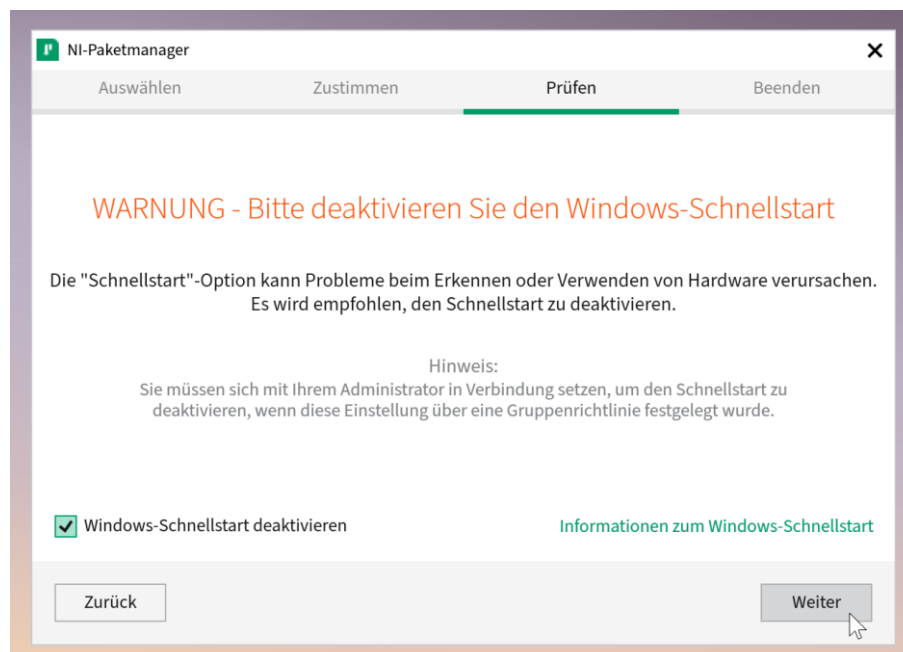 NI-Paketmanager
Auswählen Zustimmen Prüfen Beenden
WARNUNG - Bitte deaktivieren Sie den Windows-Schnellstart
Die "Schnellstart"-Option kann Probleme beim Erkennen oder Verwenden von Hardware verursachen.
Es wird empfohlen, den Schnellstart zu deaktivieren.
Hinweis:
Sie müssen sich mit Ihrem Administrator in Verbindung setzen, um den Schnellstart zu
deaktivieren, wenn diese Einstellung über eine Gruppenrichtlinie festgelegt wurde.
Windows-Schnellstart deaktivieren Informationen zum Windows-Schnellstart
Zurück Weiter